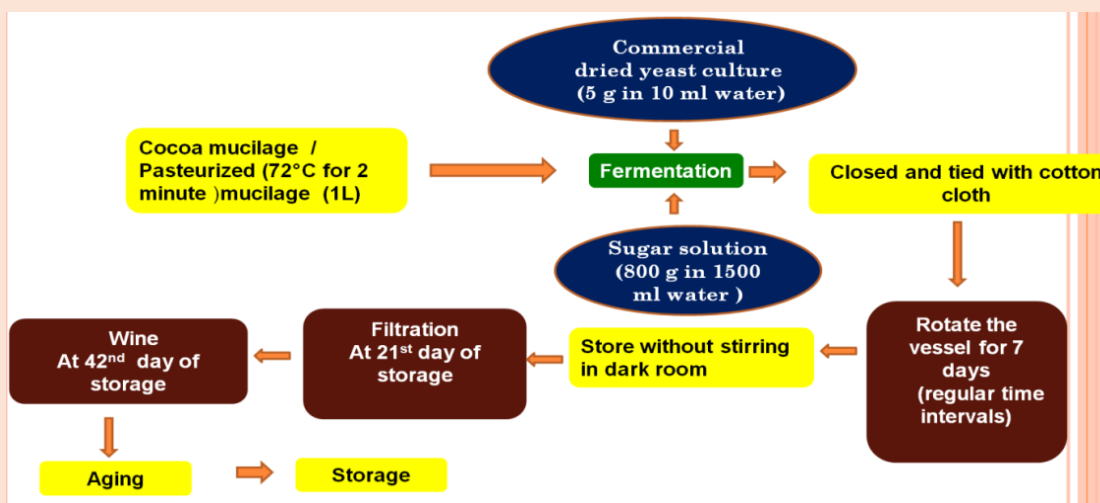 Commercial
dried yeast culture
(5 g in 10 ml water)
Cocoa mucilage /
Pasteurized (72°C for 2
minute )mucilage (1L)
Fermentation
Closed and tied with cotton
cloth
Sugar solution
(800 g in 1500
ml water )
Rotate the
vessel for 7
days
(regular time
intervals)
Store without stirring
in dark room
Filtration
At 21st day of
storage
Wine
At 42nd day of
storage
Aging
Storage